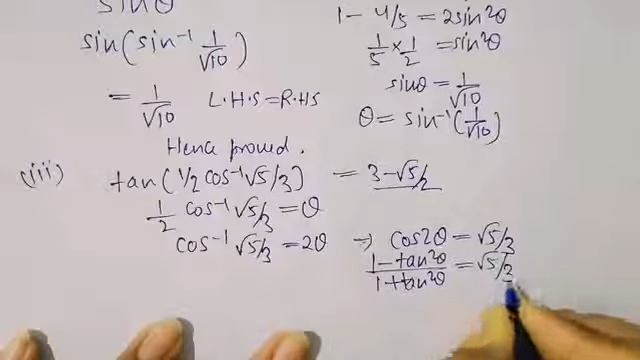 sinθ
sin(sin⁻¹ 1/√10)
= 1/√10 L.H.S=R.HS
Hence proved.
1 - 4/5 = 2sin²θ
1/5 × 1/2 = sin²θ
sinθ = 1/√10
θ = sin⁻¹(1/√10)
(iii) tan(1/2 cos⁻¹ √5/3) = 3-√5/2
1/2 cos⁻¹ √5/3 = θ
cos⁻¹ √5/3 = 2θ → cos2θ = √5/3
1-tan²θ/1+tan²θ = √5/3